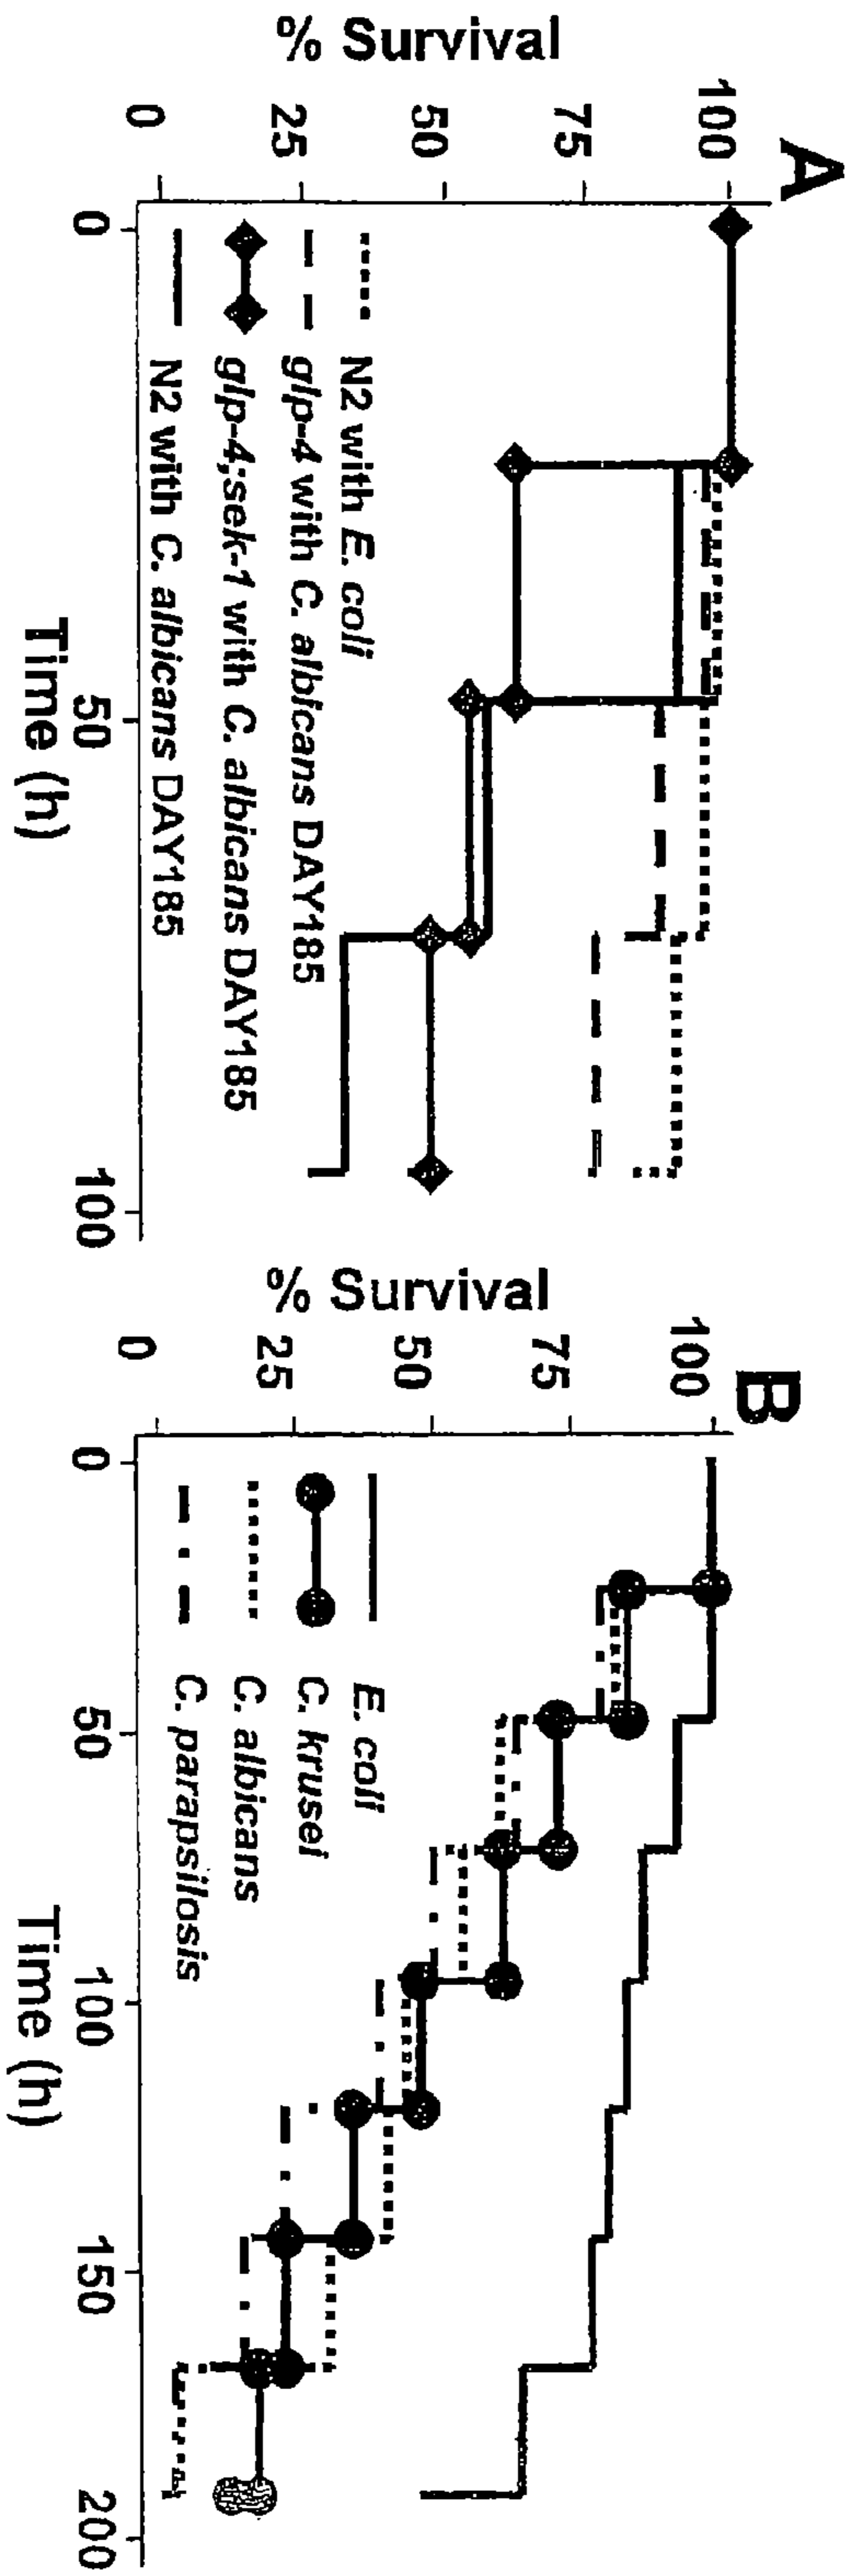 A
% Survival
100
75
50
25
0
0
50
100
N2 with E. coli
glp-4 with C. albicans DAY185
glp-4;sek-1 with C. albicans DAY185
N2 with C. albicans DAY185
Time (h)
B
% Survival
100
75
50
25
0
0
50
100
150
200
E. coli
C. krusei
C. albicans
C. parapsilosis
Time (h)